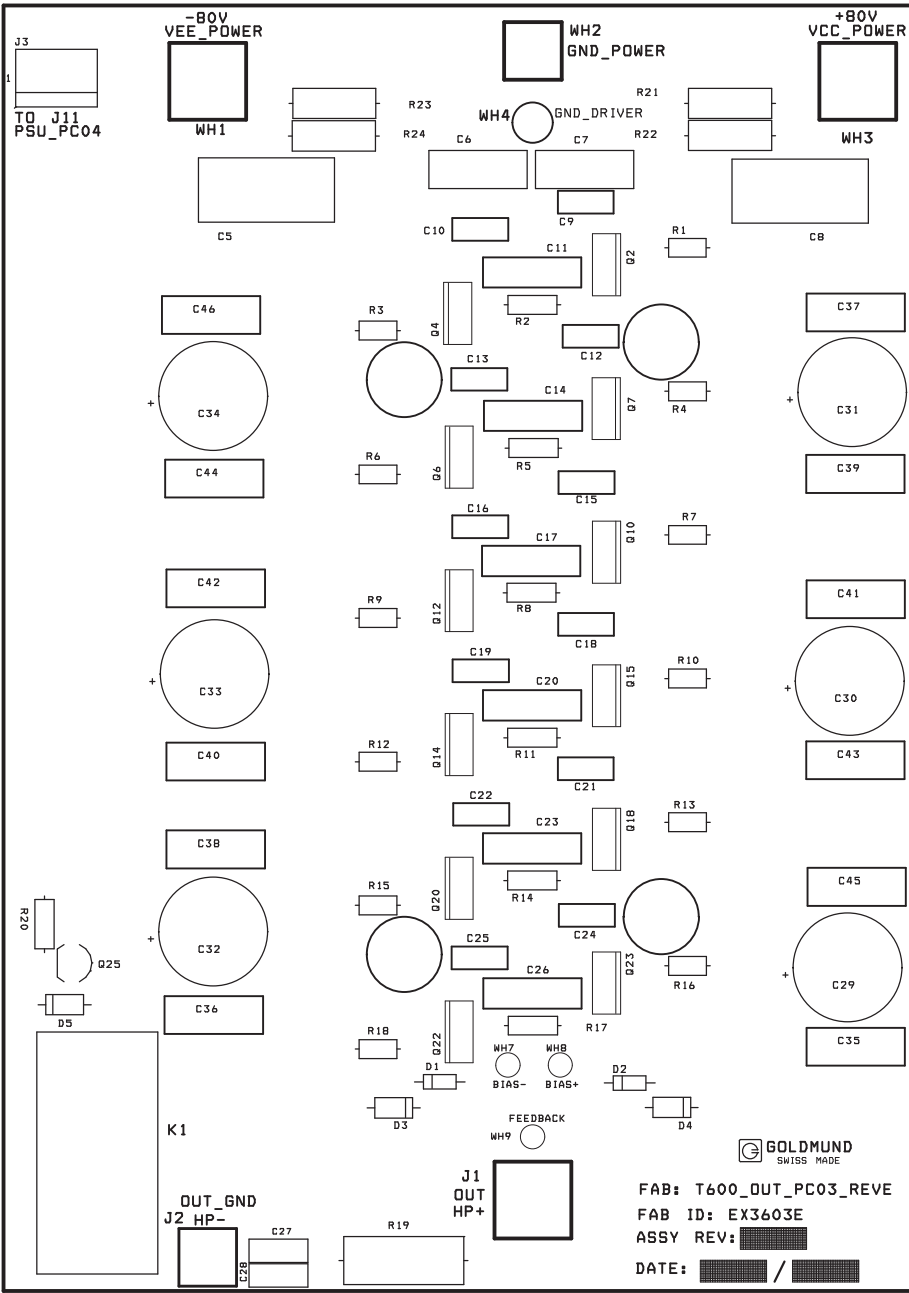 -80V
VEE_POWER
WH2
GND_POWER
+80V
VCC_POWER
J3
1
TO J11
PSU_PC04
WH1
R23
R24
WH4
GND_DRIVER
R21
R22
WH3
C6
C7
C5
C9
C8
C10
C11
Q2
R1
C46
R3
Q4
R2
C12
C37
C13
C14
Q7
R4
+
C34
+
C31
R6
Q6
R5
C44
C15
C39
C16
C17
Q10
R7
C42
R9
Q12
R8
C18
C41
C19
C20
Q15
R10
+
C33
+
C30
R12
Q14
R11
C40
C21
C43
C22
C23
Q18
R13
C38
R15
Q20
R14
C24
C45
R20
Q25
+
C32
C25
C26
Q23
R16
+
C29
D5
C36
R18
Q22
R17
C35
WH7
BIAS-
WH8
BIAS+
D1
D2
D3
D4
K1
FEEDBACK
WH9
GOLDMUND
SWISS MADE
J1
OUT
HP+
OUT_GND
J2 HP-
C27
C28
R19
FAB: T600_OUT_PC03_REVE
FAB ID: EX3603E
ASSY REV:
DATE: /